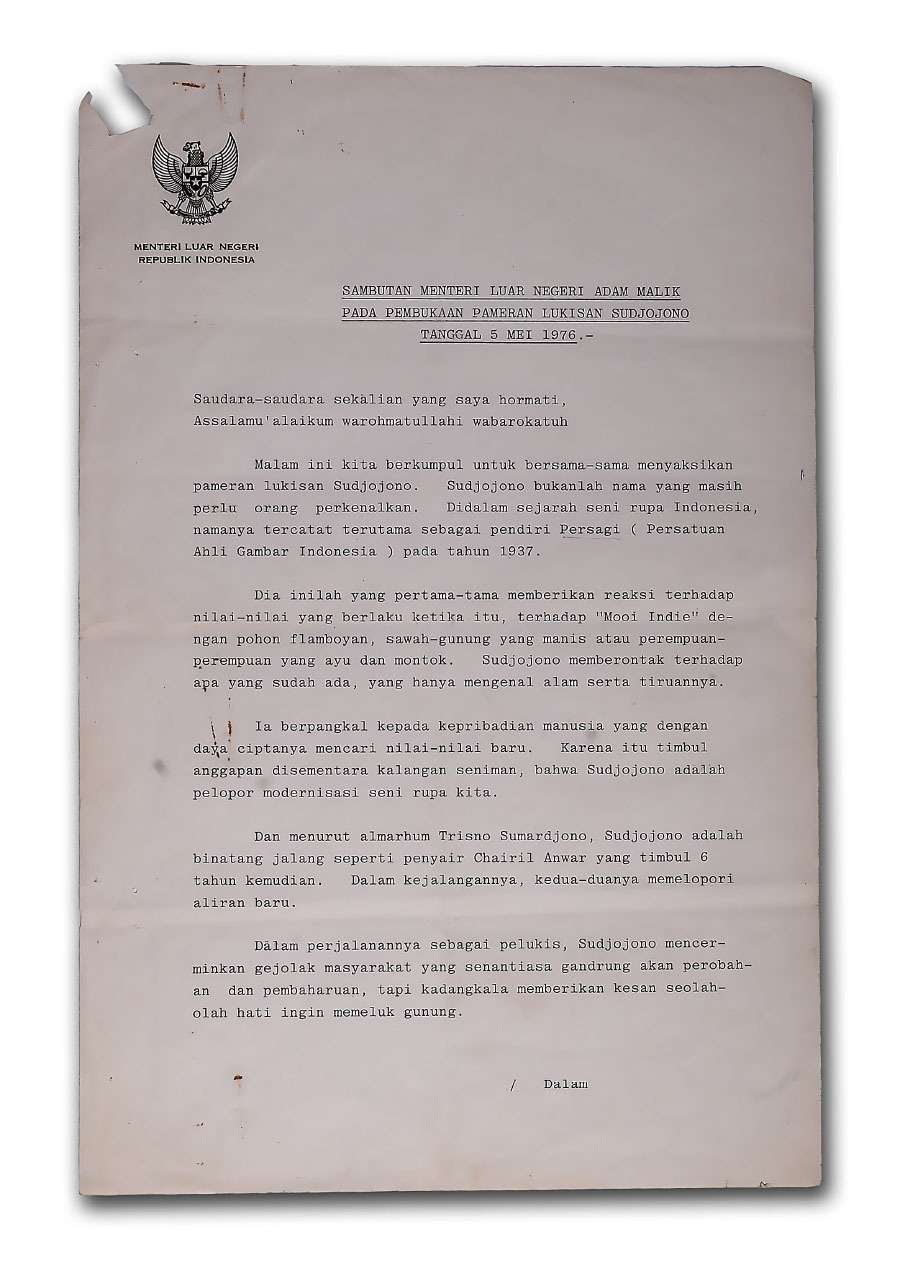 MENTERI LUAR NEGERI
REPUBLIK INDONESIA
SAMBUTAN MENTERI LUAR NEGERI ADAM MALIK
PADA PEMBUKAAN PAMERAN LUKISAN SUDJOJONO
TANGGAL 5 MEI 1976.-
Saudara-saudara sekalian yang saya hormati,
Assalamu'alaikum warohmatullahi wabarokatuh
Malam ini kita berkumpul untuk bersama-sama menyaksikan
pameran lukisan Sudjojono. Sudjojono bukanlah nama yang masih
perlu orang perkenalkan. Didalam sejarah seni rupa Indonesia,
namanya tercatat terutama sebagai pendiri Persagi ( Persatuan
Ahli Gambar Indonesia ) pada tahun 1937.
Dia inilah yang pertama-tama memberikan reaksi terhadap
nilai-nilai yang berlaku ketika itu, terhadap "Mooi Indie" de-
ngan pohon flamboyan, sawah-gunung yang manis atau perempuan-
perempuan yang ayu dan montok. Sudjojono memberontak terhadap
apa yang sudah ada, yang hanya mengenal alam serta tiruannya.
Ia berpangkal kepada kepribadian manusia yang dengan
daya ciptanya mencari nilai-nilai baru. Karena itu timbul
anggapan disementara kalangan seniman, bahwa Sudjojono adalah
pelopor modernisasi seni rupa kita.
Dan menurut almarhum Trisno Sumardjono, Sudjojono adalah
binatang jalang seperti penyair Chairil Anwar yang timbul 6
tahun kemudian. Dalam kejalangannya, kedua-duanya memelopori
aliran baru.
Dalam perjalanannya sebagai pelukis, Sudjojono mencer-
minkan gejolak masyarakat yang senantiasa gandrung akan perobah-
an dan pembaharuan, tapi kadangkala memberikan kesan seolah-
olah hati ingin memeluk gunung.
/ Dalam